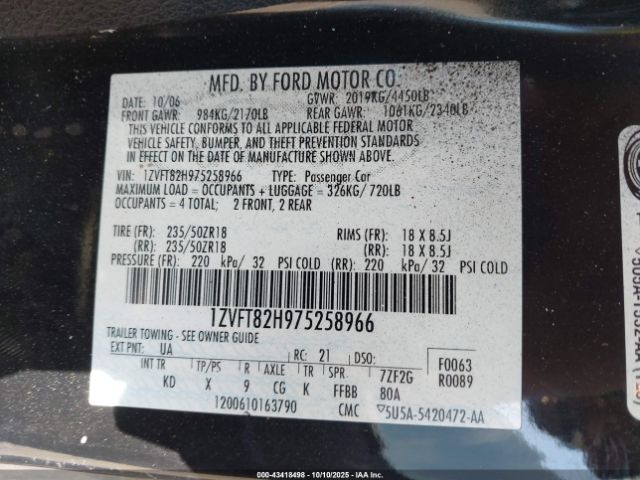 MFD. BY FORD MOTOR CO.
DATE: 10/06 GVWR: 2019KG/4450LB
FRONT GAWR: 984KG/2170LB REAR GAWR: 1061KG/2340LB
THIS VEHICLE CONFORMS TO ALL APPLICABLE FEDERAL MOTOR
VEHICLE SAFETY, BUMPER, AND THEFT PREVENTION STANDARDS
IN EFFECT ON THE DATE OF MANUFACTURE SHOWN ABOVE.
VIN: 1ZVFT82H975258966 TYPE: Passenger Car
MAXIMUM LOAD = OCCUPANTS + LUGGAGE = 326KG/ 720LB
OCCUPANTS = 4 TOTAL; 2 FRONT, 2 REAR
TIRE (FR): 235/50ZR18 RIMS (FR): 18 X 8.5J
(RR): 235/50ZR18 (RR): 18 X 8.5J
PRESSURE (FR): 220 kPa/ 32 PSI COLD (RR): 220 kPa/ 32 PSI COLD
1ZVFT82H975258966
TRAILER TOWING - SEE OWNER GUIDE
EXT PNT: UA RC: 21 DSO: F0063
INT TR TP/PS R AXLE TR SPR 7ZF2G R0089
KD X 9 CG K FFBB 80A
1200610163790 CMC 5U5A-5420472-AA
000-43418498 - 10/10/2025 - IAA Inc.